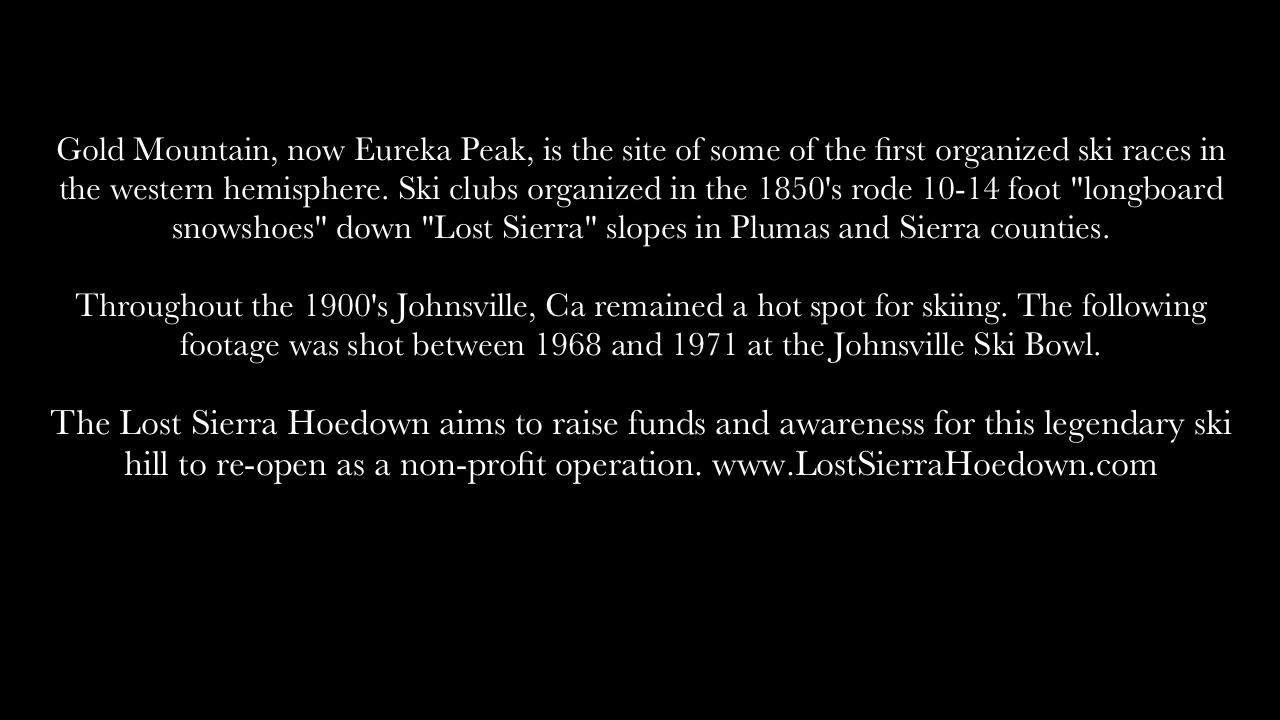 Gold Mountain, now Eureka Peak, is the site of some of the first organized ski races in
the western hemisphere. Ski clubs organized in the 1850's rode 10-14 foot "longboard
snowshoes" down "Lost Sierra" slopes in Plumas and Sierra counties.
Throughout the 1900's Johnsville, Ca remained a hot spot for skiing. The following
footage was shot between 1968 and 1971 at the Johnsville Ski Bowl.
The Lost Sierra Hoedown aims to raise funds and awareness for this legendary ski
hill to re-open as a non-profit operation. www.LostSierraHoedown.com